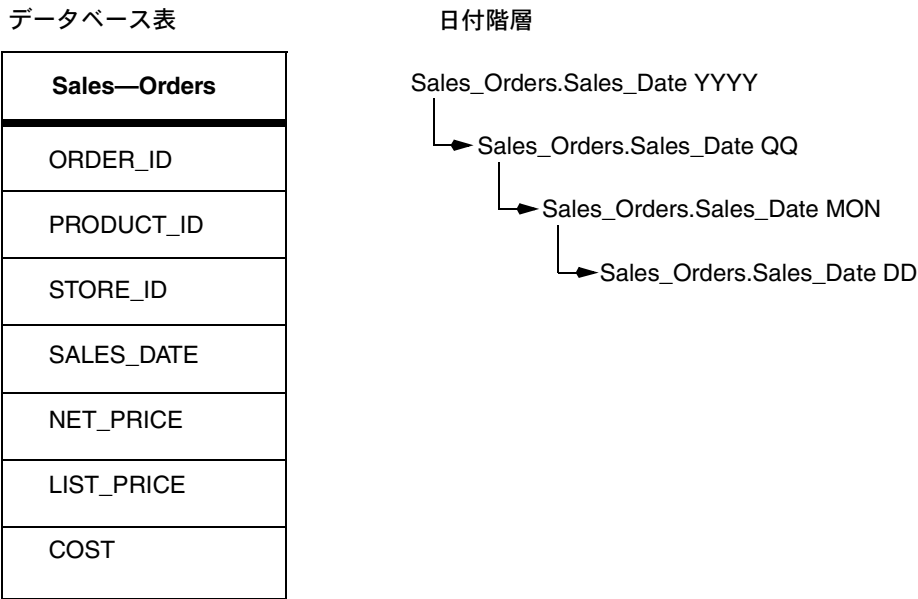 データベース表
Sales—Orders
ORDER_ID
PRODUCT_ID
STORE_ID
SALES_DATE
NET_PRICE
LIST_PRICE
COST
日付階層
Sales_Orders.Sales_Date YYYY
Sales_Orders.Sales_Date QQ
Sales_Orders.Sales_Date MON
Sales_Orders.Sales_Date DD